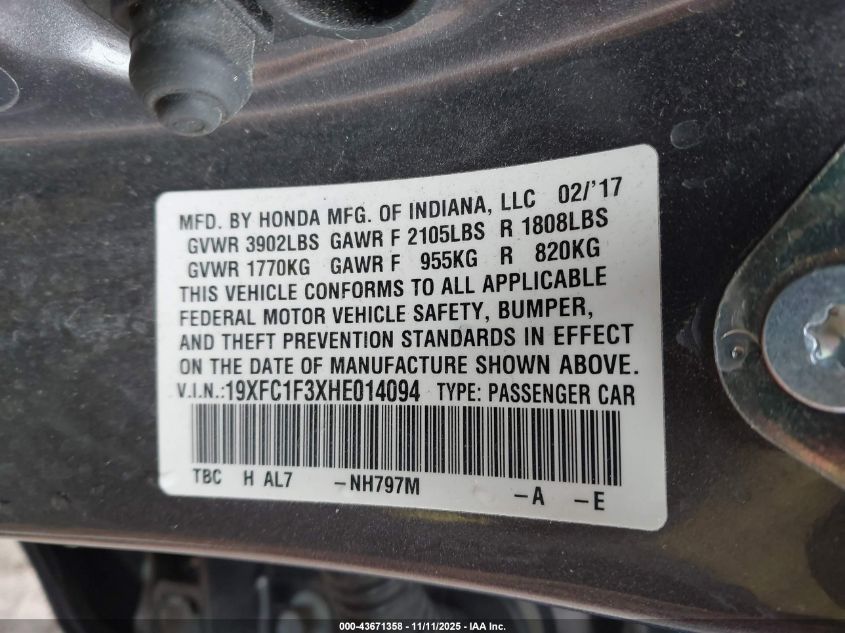 MFD. BY HONDA MFG. OF INDIANA, LLC 02/'17
GVWR 3902LBS GAWR F 2105LBS R 1808LBS
GVWR 1770KG GAWR F 955KG R 820KG
THIS VEHICLE CONFORMS TO ALL APPLICABLE
FEDERAL MOTOR VEHICLE SAFETY, BUMPER,
AND THEFT PREVENTION STANDARDS IN EFFECT
ON THE DATE OF MANUFACTURE SHOWN ABOVE.
V.I.N.:19XFC1F3XHE014094 TYPE: PASSENGER CAR
TBC H AL7 -NH797M -A -E
000-43671358 - 11/11/2025 - IAA Inc.